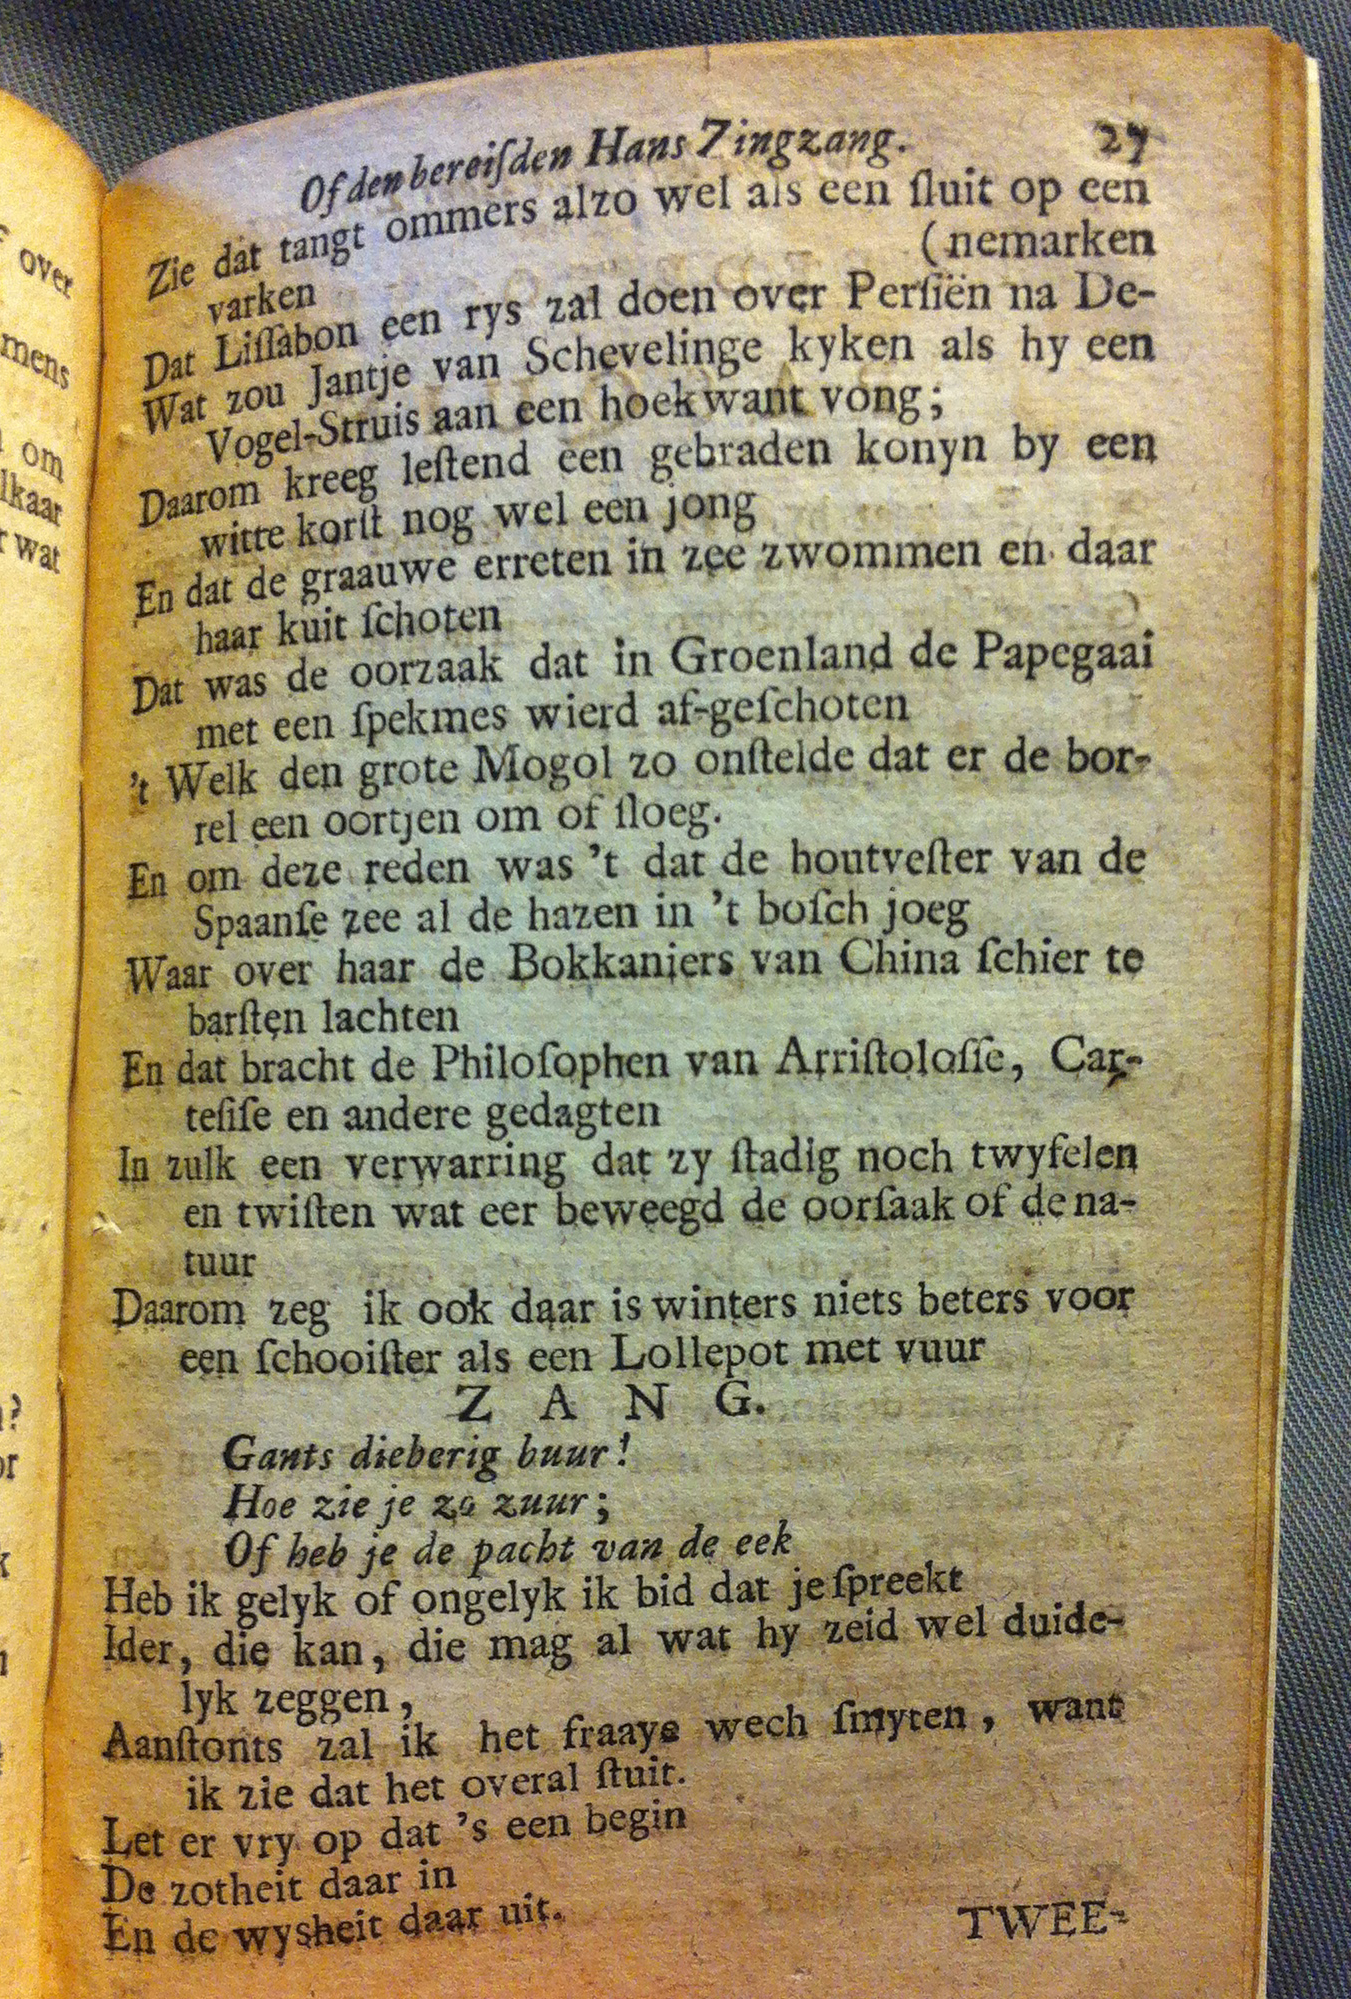 over
mens
om
lkaar
wat
Of den bereiſden Hans Zingzang. 27
Zie dat tangt ommers alzo wel als een ſluit op een
varken (nemarken
Dat Liſſabon een rys zal doen over Perſiën na De-
Wat zou Jantje van Schevelinge kyken als hy een
Vogel-Struis aan een hoekwant vong;
Daarom kreeg leſtend een gebraden konyn by een
witte korſt nog wel een jong
En dat de graauwe erreten in zee zwommen en daar
haar kuit ſchoten
Dat was de oorzaak dat in Groenland de Papegaai
met een ſpekmes wierd af-geſchoten
't Welk den grote Mogol zo onſtelde dat er de bor-
rel een oortjen om of ſloeg.
En om deze reden was 't dat de houtveſter van de
Spaanſe zee al de hazen in 't boſch joeg
Waar over haar de Bokkaniers van China ſchier te
barſten lachten
En dat bracht de Philoſophen van Arriſtoloſſe, Car-
teſiſe en andere gedagten
In zulk een verwarring dat zy ſtadig noch twyfelen
en twiſten wat eer beweegd de oorſaak of de na-
tuur
Daarom zeg ik ook daar is winters niets beters voor
een ſchooiſter als een Lollepot met vuur
Z A N G.
Gants dieberig buur!
Hoe zie je zo zuur;
Of heb je de pacht van de eek
Heb ik gelyk of ongelyk ik bid dat je ſpreekt
Ider, die kan, die mag al wat hy zeid wel duide-
lyk zeggen,
Aanſtonts zal ik het fraaye wech ſmyten, want
ik zie dat het overal ſtuit.
Let er vry op dat 's een begin
De zotheit daar in
En de wysheit daar uit.
TWEE-